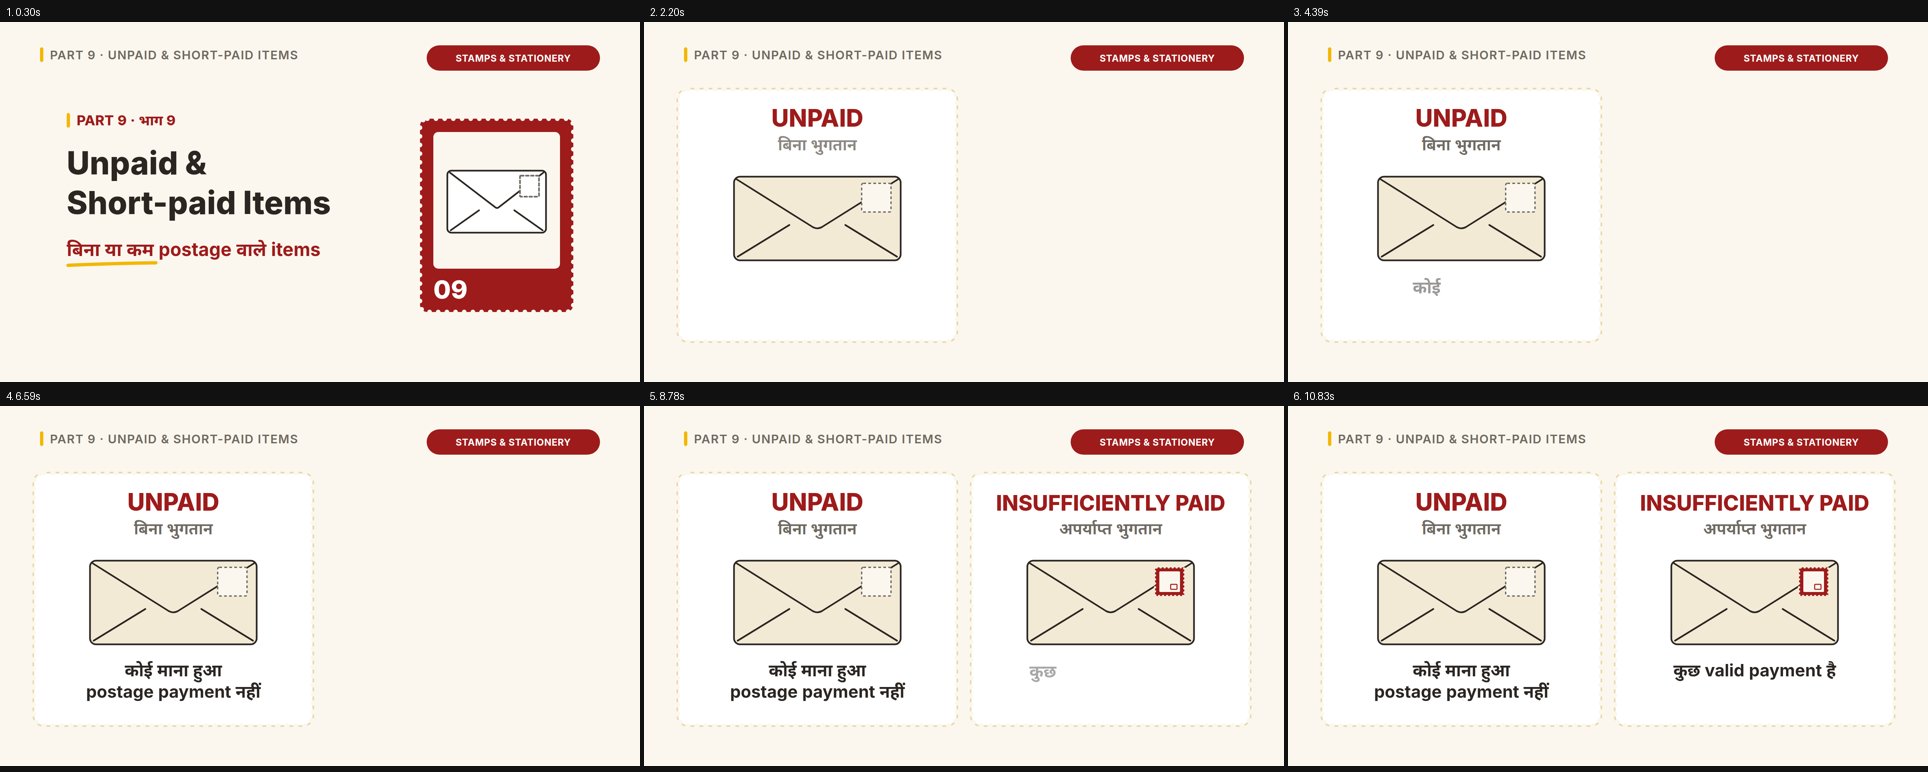 1. 0.30s
PART 9 · UNPAID & SHORT-PAID ITEMS
STAMPS & STATIONERY
PART 9 · भाग 9
Unpaid &
Short-paid Items
बिना या कम postage वाले items
09
2. 2.20s
PART 9 · UNPAID & SHORT-PAID ITEMS
STAMPS & STATIONERY
UNPAID
बिना भुगतान
3. 4.39s
PART 9 · UNPAID & SHORT-PAID ITEMS
STAMPS & STATIONERY
UNPAID
बिना भुगतान
कोई
4. 6.59s
PART 9 · UNPAID & SHORT-PAID ITEMS
STAMPS & STATIONERY
UNPAID
बिना भुगतान
कोई माना हुआ
postage payment नहीं
5. 8.78s
PART 9 · UNPAID & SHORT-PAID ITEMS
STAMPS & STATIONERY
UNPAID
बिना भुगतान
कोई माना हुआ
postage payment नहीं
INSUFFICIENTLY PAID
अपर्याप्त भुगतान
कुछ
6. 10.83s
PART 9 · UNPAID & SHORT-PAID ITEMS
STAMPS & STATIONERY
UNPAID
बिना भुगतान
कोई माना हुआ
postage payment नहीं
INSUFFICIENTLY PAID
अपर्याप्त भुगतान
कुछ valid payment है